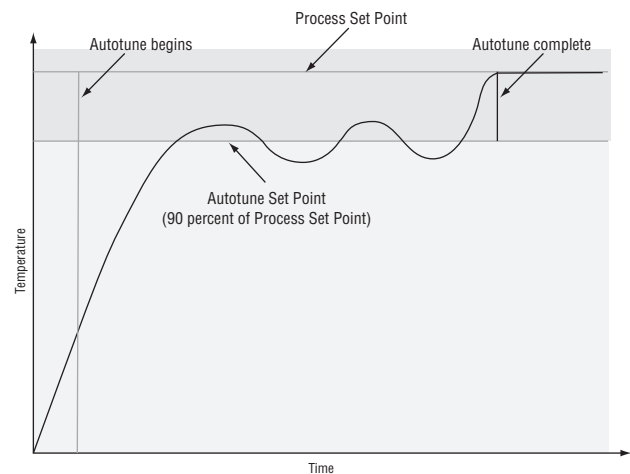 Process Set Point
Autotune begins
Autotune complete
Autotune Set Point
(90 percent of Process Set Point)
Temperature
Time